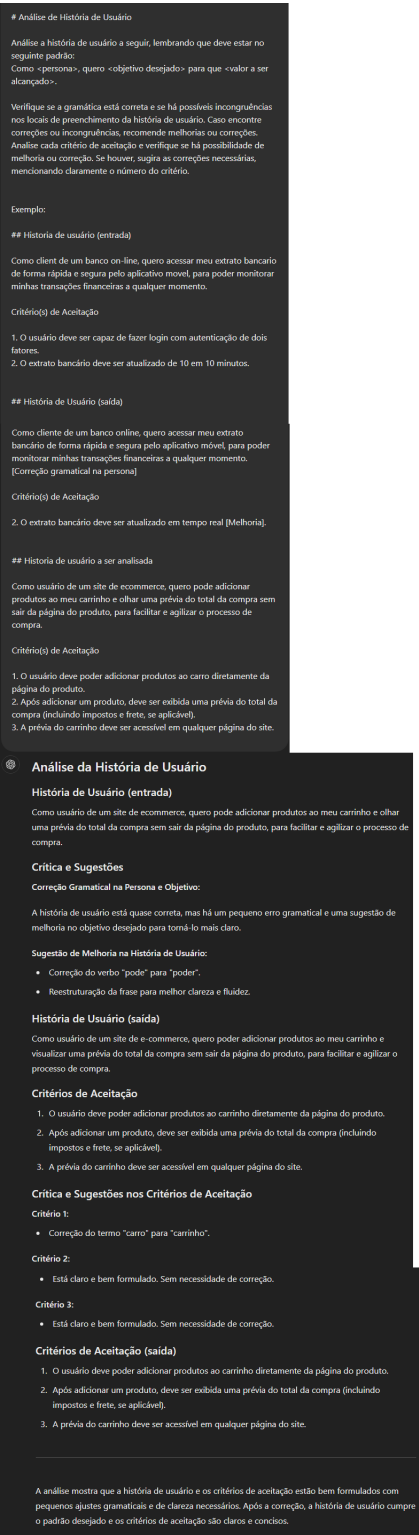 # Análise de História de Usuário
Análise a história de usuário a seguir, lembrando que deve estar no
seguinte padrão:
Como <persona>, quero <objetivo desejado> para que <valor a ser
alcançado>.
Verifique se a gramática está correta e se há possíveis incongruências
nos locais de preenchimento da história de usuário. Caso encontre
correções ou incongruências, recomende melhorias ou correções.
Analise cada critério de aceitação e verifique se há possibilidade de
melhoria ou correção. Se houver, sugira as correções necessárias,
mencionando claramente o número do critério.
Exemplo:
## Historia de usuário (entrada)
Como client de um banco on-line, quero acessar meu extrato bancario
de forma rápida e segura pelo aplicativo movel, para poder monitorar
minhas transações financeiras a qualquer momento.
Critério(s) de Aceitação
1. O usuário deve ser capaz de fazer login com autenticação de dois
fatores.
2. O extrato bancário deve ser atualizado de 10 em 10 minutos.
## História de Usuário (saída)
Como cliente de um banco online, quero acessar meu extrato
bancário de forma rápida e segura pelo aplicativo móvel, para poder
monitorar minhas transações financeiras a qualquer momento.
[Correção gramatical na persona]
Critério(s) de Aceitação
2. O extrato bancário deve ser atualizado em tempo real [Melhoria].
## Historia de usuário a ser analisada
Como usuário de um site de ecommerce, quero pode adicionar
produtos ao meu carrinho e olhar uma prévia do total da compra sem
sair da página do produto, para facilitar e agilizar o processo de
compra.
Critério(s) de Aceitação
1. O usuário deve poder adicionar produtos ao carro diretamente da
página do produto.
2. Após adicionar um produto, deve ser exibida uma prévia do total da
compra (incluindo impostos e frete, se aplicável).
3. A prévia do carrinho deve ser acessível em qualquer página do site.
Análise da História de Usuário
História de Usuário (entrada)
Como usuário de um site de ecommerce, quero pode adicionar produtos ao meu carrinho e olhar
uma prévia do total da compra sem sair da página do produto, para facilitar e agilizar o processo de
compra.
Crítica e Sugestões
Correção Gramatical na Persona e Objetivo:
A história de usuário está quase correta, mas há um pequeno erro gramatical e uma sugestão de
melhoria no objetivo desejado para torná-lo mais claro.
Sugestão de Melhoria na História de Usuário:
• Correção do verbo "pode" para "poder".
• Reestruturação da frase para melhor clareza e fluidez.
História de Usuário (saída)
Como usuário de um site de e-commerce, quero poder adicionar produtos ao meu carrinho e
visualizar uma prévia do total da compra sem sair da página do produto, para facilitar e agilizar o
processo de compra.
Critérios de Aceitação
1. O usuário deve poder adicionar produtos ao carrinho diretamente da página do produto.
2. Após adicionar um produto, deve ser exibida uma prévia do total da compra (incluindo
impostos e frete, se aplicável).
3. A prévia do carrinho deve ser acessível em qualquer página do site.
Crítica e Sugestões nos Critérios de Aceitação
Critério 1:
• Correção do termo "carro" para "carrinho".
Critério 2:
• Está claro e bem formulado. Sem necessidade de correção.
Critério 3:
• Está claro e bem formulado. Sem necessidade de correção.
Critérios de Aceitação (saída)
1. O usuário deve poder adicionar produtos ao carrinho diretamente da página do produto.
2. Após adicionar um produto, deve ser exibida uma prévia do total da compra (incluindo
impostos e frete, se aplicável).
3. A prévia do carrinho deve ser acessível em qualquer página do site.
A análise mostra que a história de usuário e os critérios de aceitação estão bem formulados com
pequenos ajustes gramaticais e de clareza necessários. Após a correção, a história de usuário cumpre
o padrão desejado e os critérios de aceitação são claros e concisos.